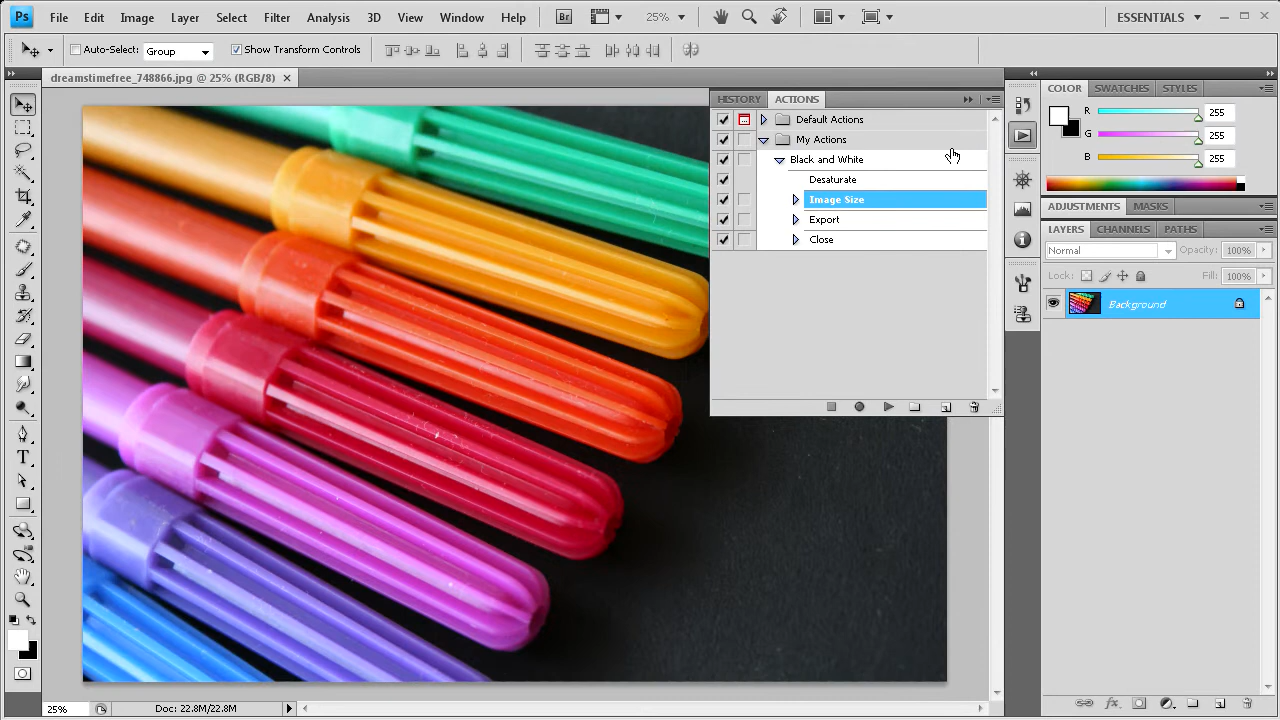 Ps File Edit Image Layer Select Filter Analysis 3D View Window Help Br 25% ESSENTIALS
Auto-Select: Group Show Transform Controls
dreamstimefree_748866.jpg @ 25% (RGB/8)
HISTORY ACTIONS
Default Actions
My Actions
Black and White
Desaturate
Image Size
Export
Close
COLOR SWATCHES STYLES
R 255
G 255
B 255
ADJUSTMENTS MASKS
LAYERS CHANNELS PATHS
Normal Opacity: 100%
Lock: Fill: 100%
Background
25% Doc: 22.8M/22.8M